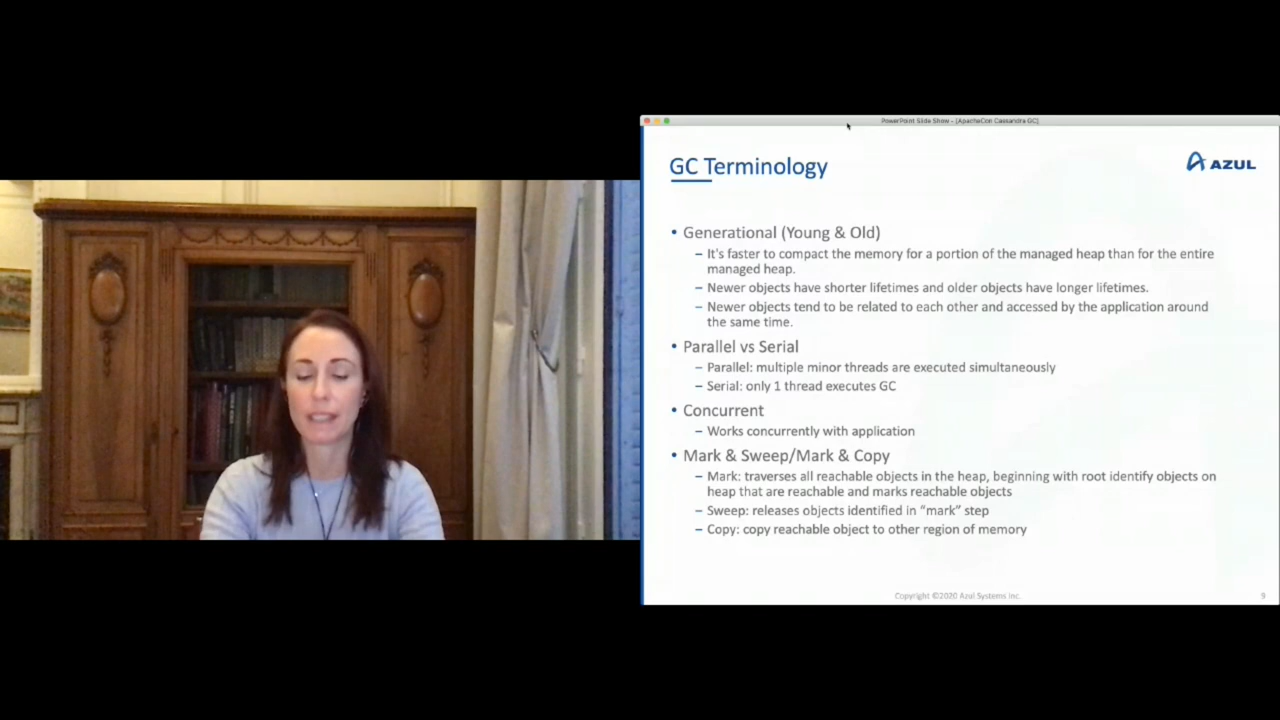 PowerPoint Slide Show - [ApacheCon Cassandra GC]
GC Terminology
AZUL
• Generational (Young & Old)
– It's faster to compact the memory for a portion of the managed heap than for the entire
managed heap.
– Newer objects have shorter lifetimes and older objects have longer lifetimes.
– Newer objects tend to be related to each other and accessed by the application around
the same time.
• Parallel vs Serial
– Parallel: multiple minor threads are executed simultaneously
– Serial: only 1 thread executes GC
• Concurrent
– Works concurrently with application
• Mark & Sweep/Mark & Copy
– Mark: traverses all reachable objects in the heap, beginning with root identify objects on
heap that are reachable and marks reachable objects
– Sweep: releases objects identified in “mark” step
– Copy: copy reachable object to other region of memory
Copyright ©2020 Azul Systems Inc.
9